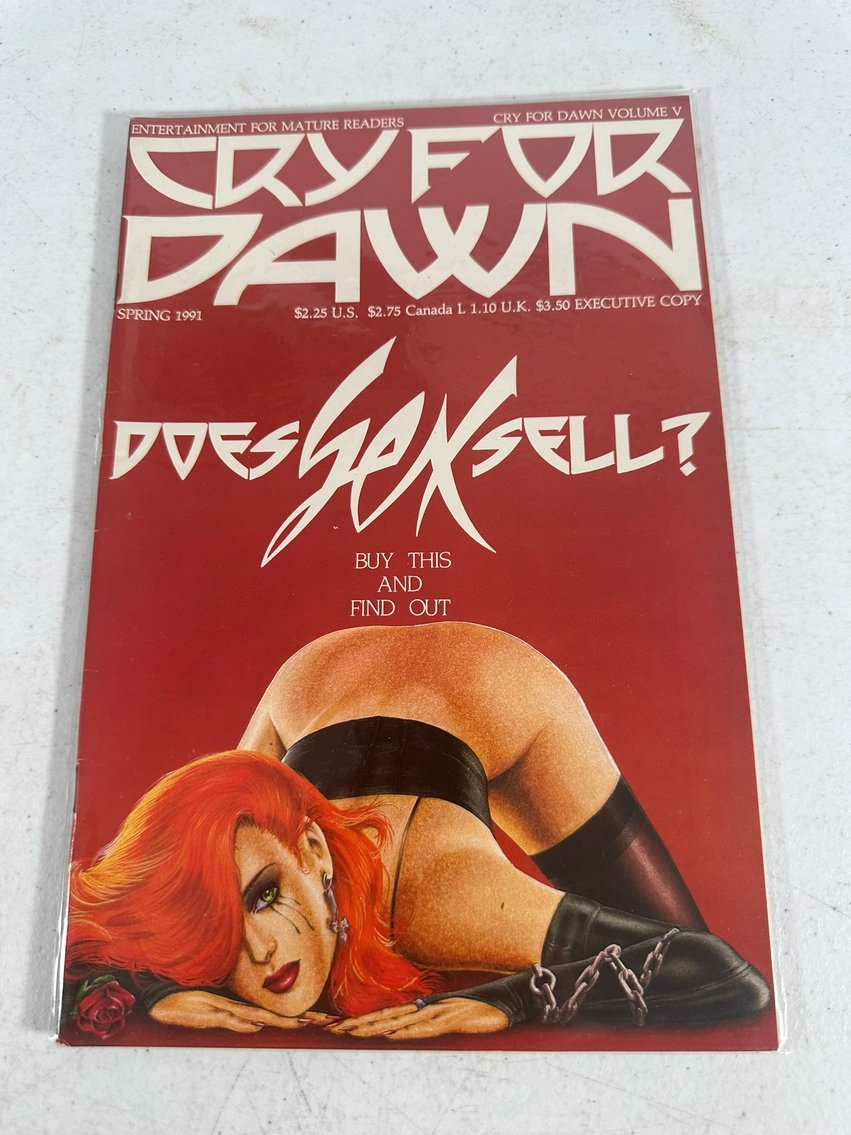 ENTERTAINMENT FOR MATURE READERS CRY FOR DAWN VOLUME V
CRY FOR
DAWN
SPRING 1991 $2.25 U.S. $2.75 Canada L 1.10 U.K. $3.50 EXECUTIVE COPY
DOES SEX SELL?
BUY THIS
AND
FIND OUT